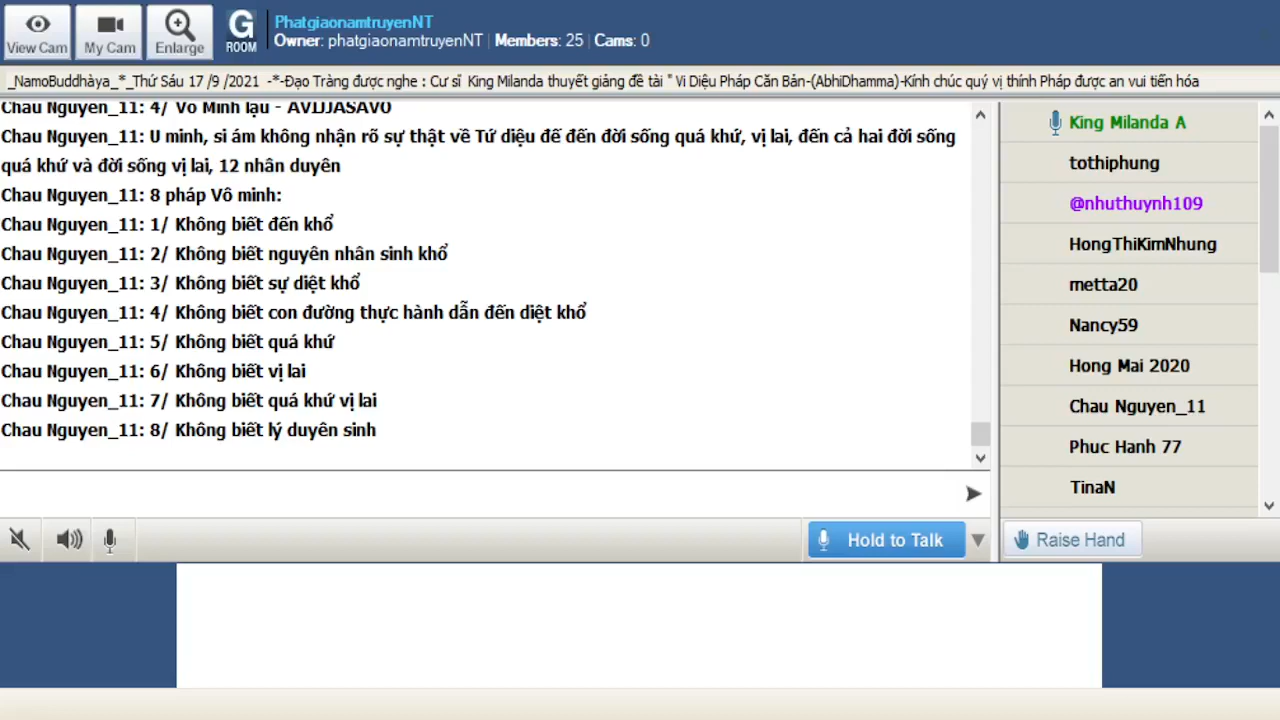 View Cam
My Cam
Enlarge
G
ROOM
PhatgiaonamtruyenNT
Owner: phatgiaonamtruyenNT | Members: 25 | Cams: 0
_NamoBuddhàya_*_Thứ Sáu 17 /9 /2021 -*-Đạo Tràng được nghe : Cư sĩ King Milanda thuyết giảng đề tài " Vi Diệu Pháp Căn Bản-(AbhiDhamma)-Kính chúc quý vị thính Pháp được an vui tiến hóa
Chau Nguyen_11: 4/ Vô Minh lậu - AVIJJASAVO
Chau Nguyen_11: U minh, si ám không nhận rõ sự thật về Tứ diệu đế đến đời sống quá khứ, vị lai, đến cả hai đời sống
quá khứ và đời sống vị lai, 12 nhân duyên
Chau Nguyen_11: 8 pháp Vô minh:
Chau Nguyen_11: 1/ Không biết đến khổ
Chau Nguyen_11: 2/ Không biết nguyên nhân sinh khổ
Chau Nguyen_11: 3/ Không biết sự diệt khổ
Chau Nguyen_11: 4/ Không biết con đường thực hành dẫn đến diệt khổ
Chau Nguyen_11: 5/ Không biết quá khứ
Chau Nguyen_11: 6/ Không biết vị lai
Chau Nguyen_11: 7/ Không biết quá khứ vị lai
Chau Nguyen_11: 8/ Không biết lý duyên sinh
King Milanda A
tothiphung
@nhuthuynh109
HongThiKimNhung
metta20
Nancy59
Hong Mai 2020
Chau Nguyen_11
Phuc Hanh 77
TinaN
Hold to Talk
Raise Hand